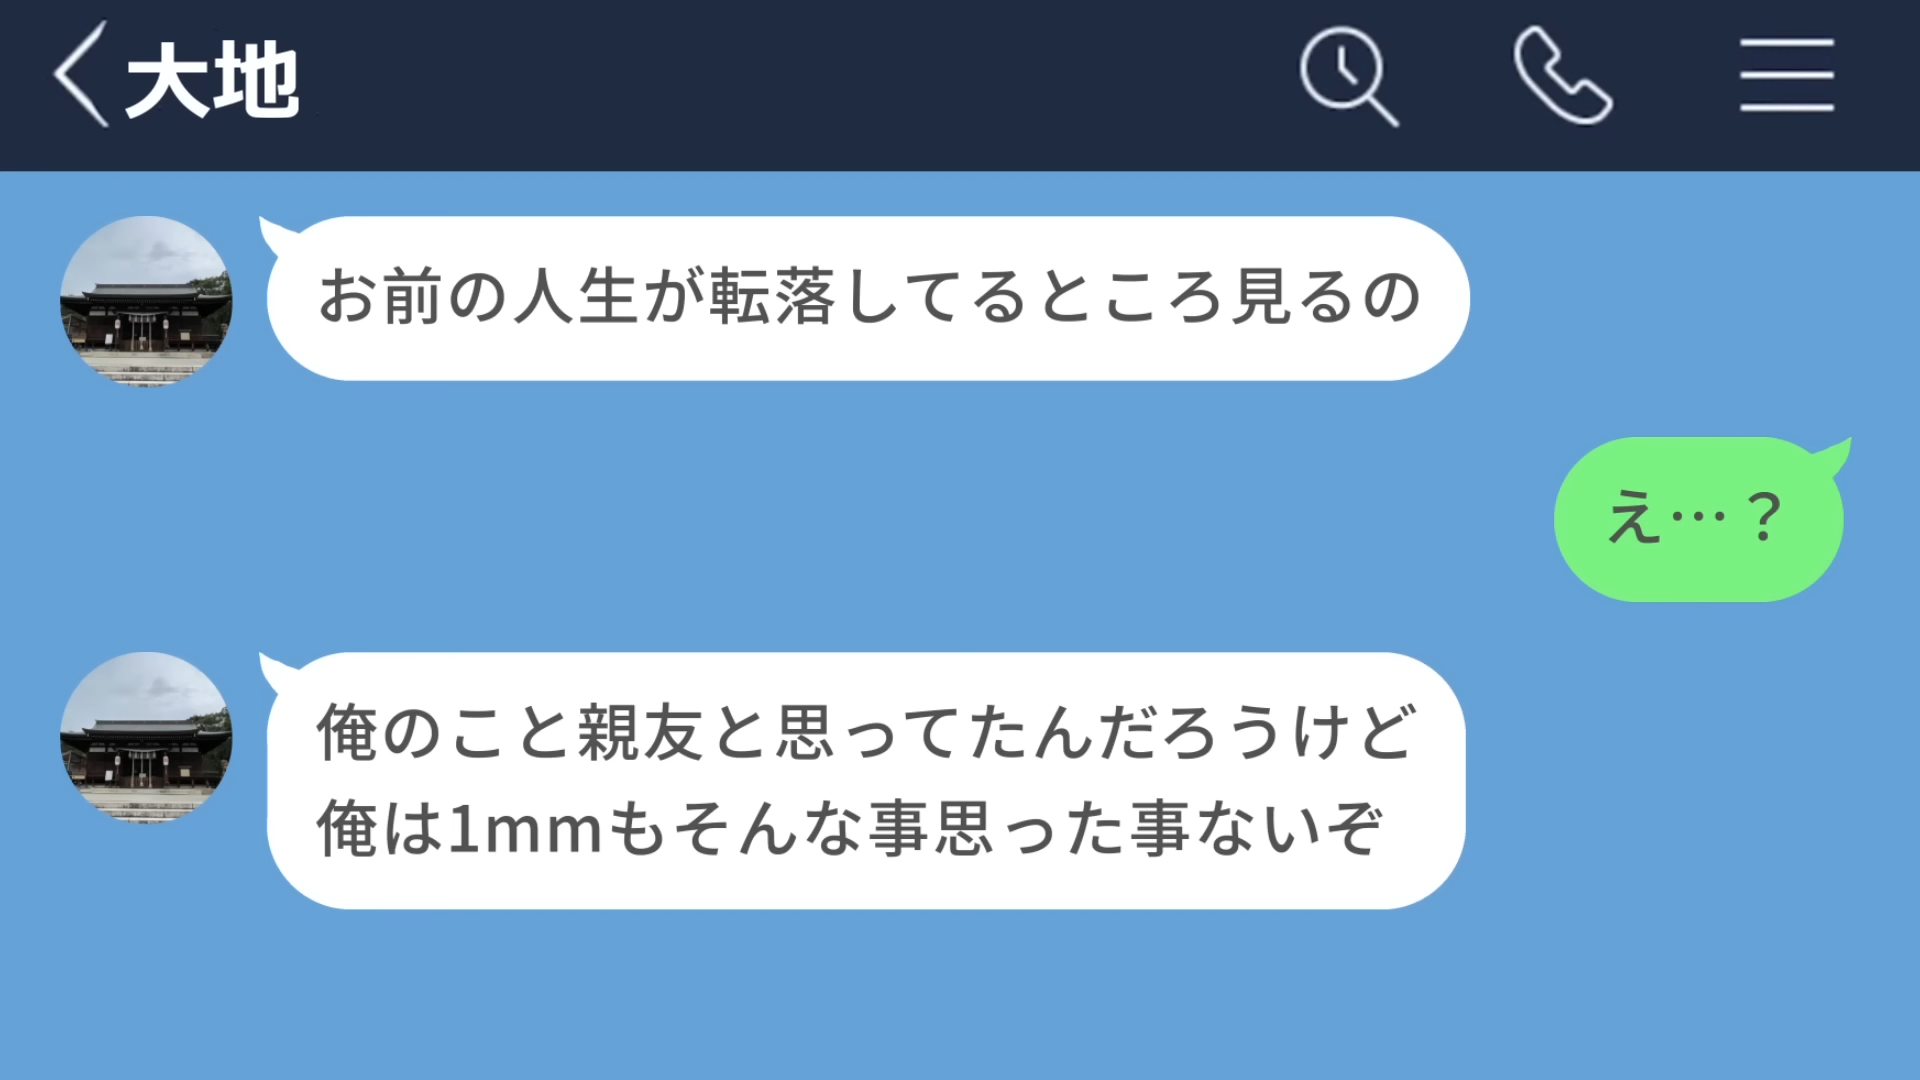 大地
お前の人生が転落してるところ見るの
え…？
俺のこと親友と思ってたんだろうけど
俺は1mmもそんな事思った事ないぞ